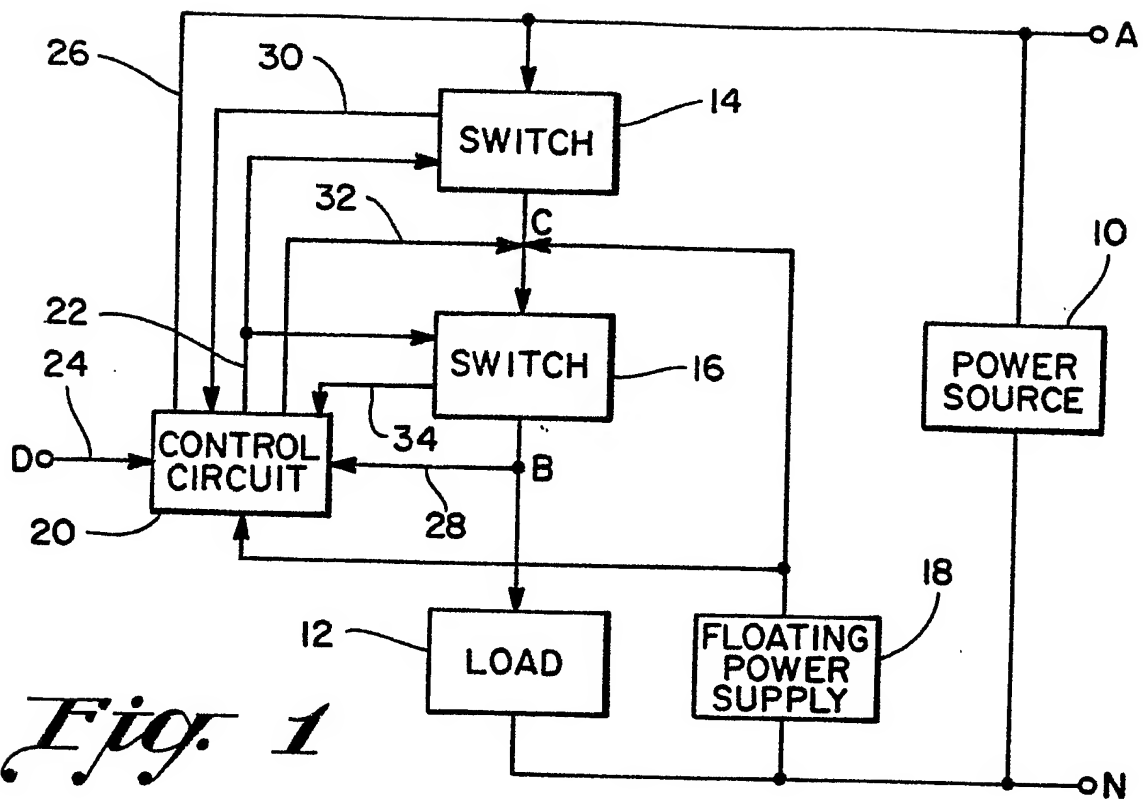 A
26
30
14
SWITCH
32
C
10
22
SWITCH
16
POWER
SOURCE
24
34
D
CONTROL
CIRCUIT
B
28
20
18
12
LOAD
FLOATING
POWER
SUPPLY
Fig. 1
N